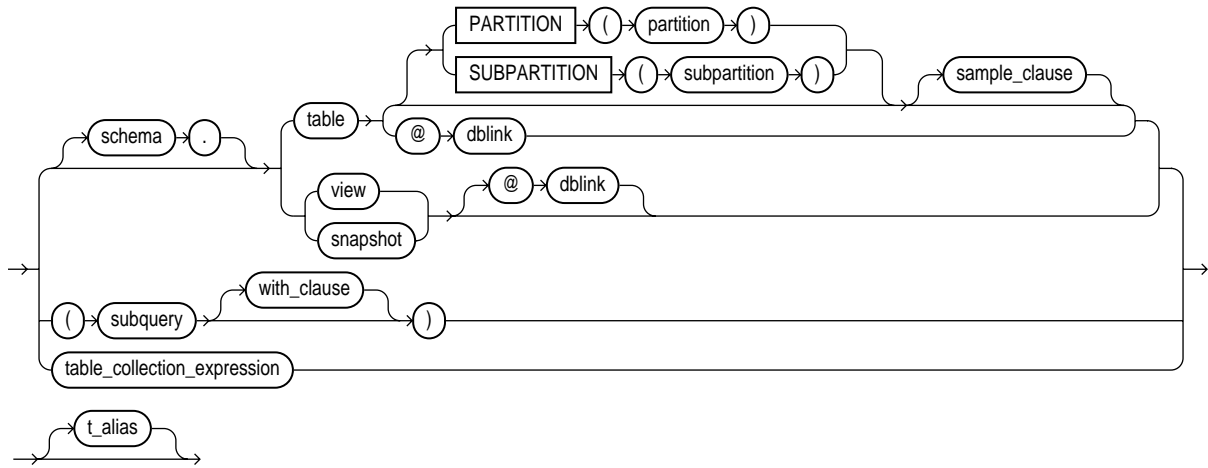 PARTITION ( partition )
SUBPARTITION ( subpartition )
sample_clause
table
@ dblink
schema .
view
@ dblink
snapshot
with_clause
( subquery )
table_collection_expression
t_alias